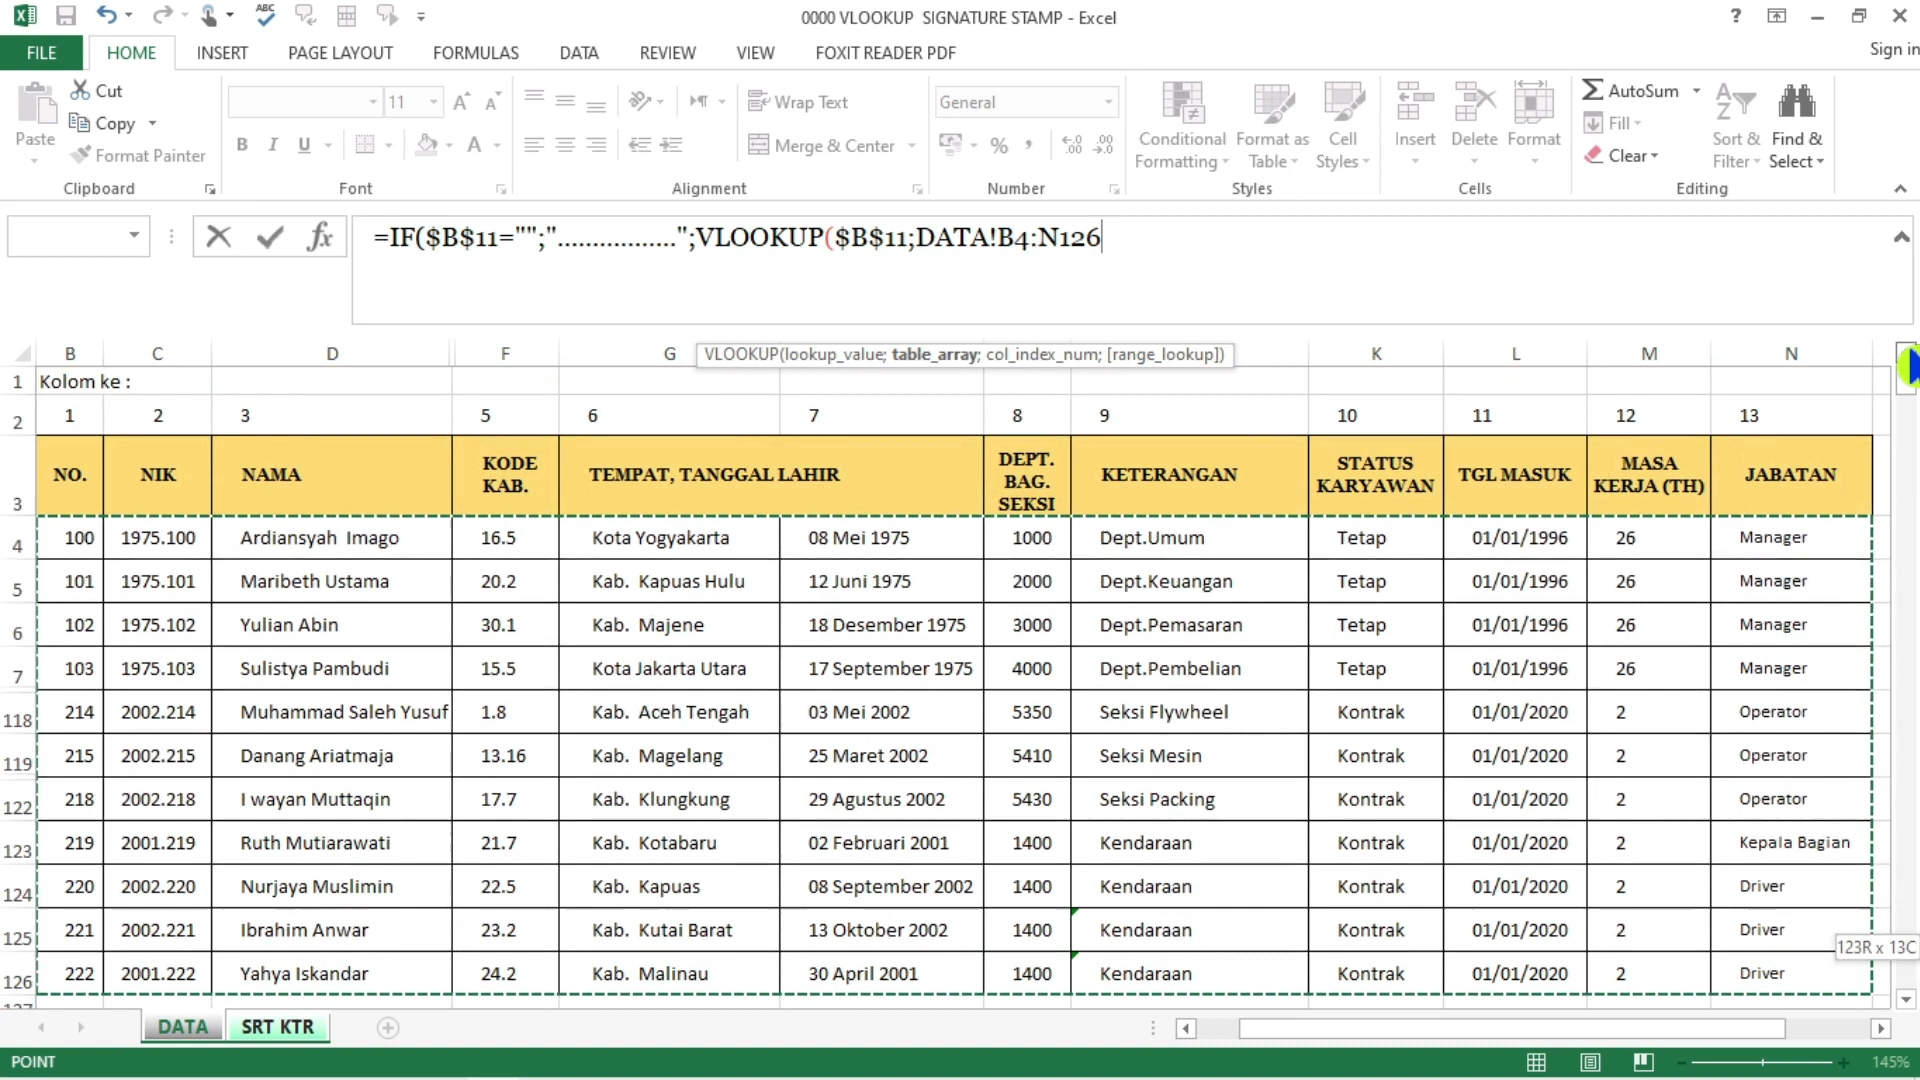 0000 VLOOKUP  SIGNATURE STAMP - Excel
ABC
?
Sign in
FILE HOME INSERT PAGE LAYOUT FORMULAS DATA REVIEW VIEW FOXIT READER PDF
Paste
Cut
Copy
Format Painter
Clipboard
11
B I U
Font
Wrap Text
Merge & Center
Alignment
General
%
Number
Conditional Formatting
Format as Table
Cell Styles
Styles
Insert
Delete
Format
Cells
AutoSum
Fill
Clear
Sort & Filter
Find & Select
Editing
fx
=IF($B$11="";".................";VLOOKUP($B$11;DATA!B4:N126
VLOOKUP(lookup_value; table_array; col_index_num; [range_lookup])
B C D F G K L M N
1 Kolom ke :
2 1 2 3 5 6 7 8 9 10 11 12 13
3 NO. NIK NAMA KODE KAB. TEMPAT, TANGGAL LAHIR DEPT. BAG. SEKSI KETERANGAN STATUS KARYAWAN TGL MASUK MASA KERJA (TH) JABATAN
4 100 1975.100 Ardiansyah  Imago 16.5 Kota Yogyakarta 08 Mei 1975 1000 Dept.Umum Tetap 01/01/1996 26 Manager
5 101 1975.101 Maribeth Ustama 20.2 Kab.  Kapuas Hulu 12 Juni 1975 2000 Dept.Keuangan Tetap 01/01/1996 26 Manager
6 102 1975.102 Yulian Abin 30.1 Kab.  Majene 18 Desember 1975 3000 Dept.Pemasaran Tetap 01/01/1996 26 Manager
7 103 1975.103 Sulistya Pambudi 15.5 Kota Jakarta Utara 17 September 1975 4000 Dept.Pembelian Tetap 01/01/1996 26 Manager
118 214 2002.214 Muhammad Saleh Yusuf 1.8 Kab.  Aceh Tengah 03 Mei 2002 5350 Seksi Flywheel Kontrak 01/01/2020 2 Operator
119 215 2002.215 Danang Ariatmaja 13.16 Kab.  Magelang 25 Maret 2002 5410 Seksi Mesin Kontrak 01/01/2020 2 Operator
122 218 2002.218 I wayan Muttaqin 17.7 Kab.  Klungkung 29 Agustus 2002 5430 Seksi Packing Kontrak 01/01/2020 2 Operator
123 219 2001.219 Ruth Mutiarawati 21.7 Kab.  Kotabaru 02 Februari 2001 1400 Kendaraan Kontrak 01/01/2020 2 Kepala Bagian
124 220 2002.220 Nurjaya Muslimin 22.5 Kab.  Kapuas 08 September 2002 1400 Kendaraan Kontrak 01/01/2020 2 Driver
125 221 2002.221 Ibrahim Anwar 23.2 Kab.  Kutai Barat 13 Oktober 2002 1400 Kendaraan Kontrak 01/01/2020 2 Driver
123R x 13C
126 222 2001.222 Yahya Iskandar 24.2 Kab.  Malinau 30 April 2001 1400 Kendaraan Kontrak 01/01/2020 2 Driver
DATA SRT KTR
POINT
145%